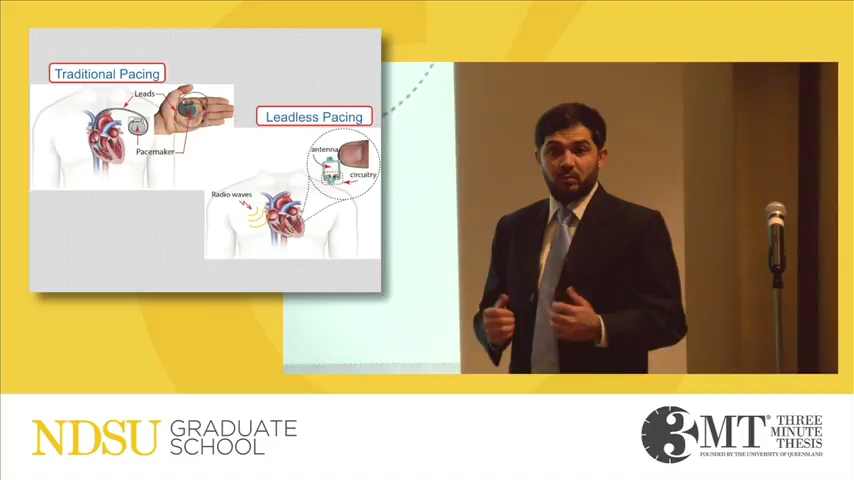 Traditional Pacing
Leads
Pacemaker
Leadless Pacing
antenna
circuitry
Radio waves
NDSU GRADUATE
SCHOOL
3MT® THREE
MINUTE
THESIS
FOUNDED BY THE UNIVERSITY OF QUEENSLAND